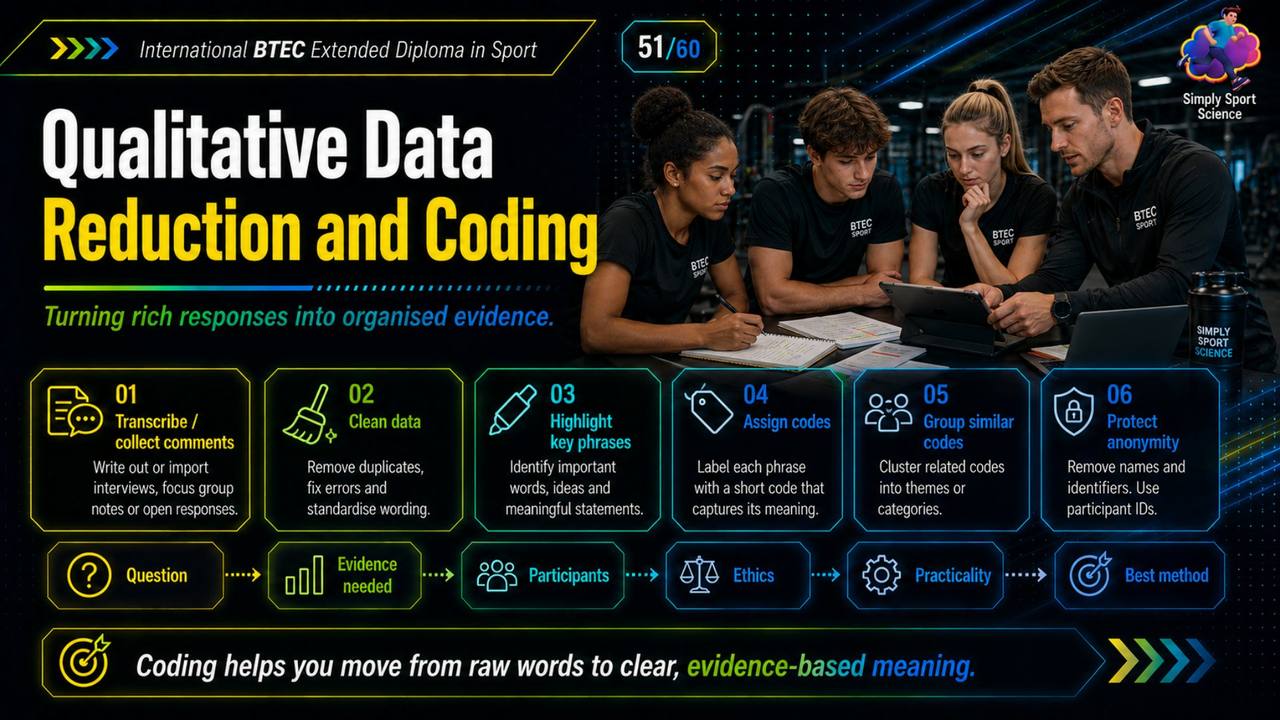 International BTEC Extended Diploma in Sport
51/60
Simply Sport
Science
Qualitative Data
Reduction and Coding
Turning rich responses into organised evidence.
BTEC
SPORT
BTEC
SPORT
BTEC
SPORT
BTEC
SPORT
SIMPLY
SPORT
SCIENCE
01
Transcribe /
collect comments
Write out or import
interviews, focus group
notes or open responses.
02
Clean data
Remove duplicates,
fix errors and
standardise wording.
03
Highlight
key phrases
Identify important
words, ideas and
meaningful statements.
04
Assign codes
Label each phrase
with a short code that
captures its meaning.
05
Group similar
codes
Cluster related codes
into themes or
categories.
06
Protect
anonymity
Remove names and
identifiers. Use
participant IDs.
Question
Evidence
needed
Participants
Ethics
Practicality
Best method
Coding helps you move from raw words to clear, evidence-based meaning.